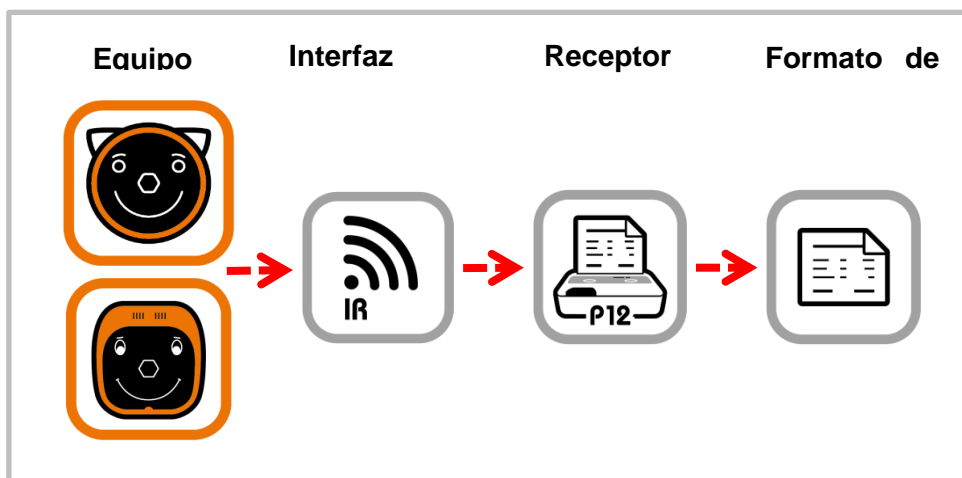 Equipo
Interfaz
Receptor
Formato de
IR
P12